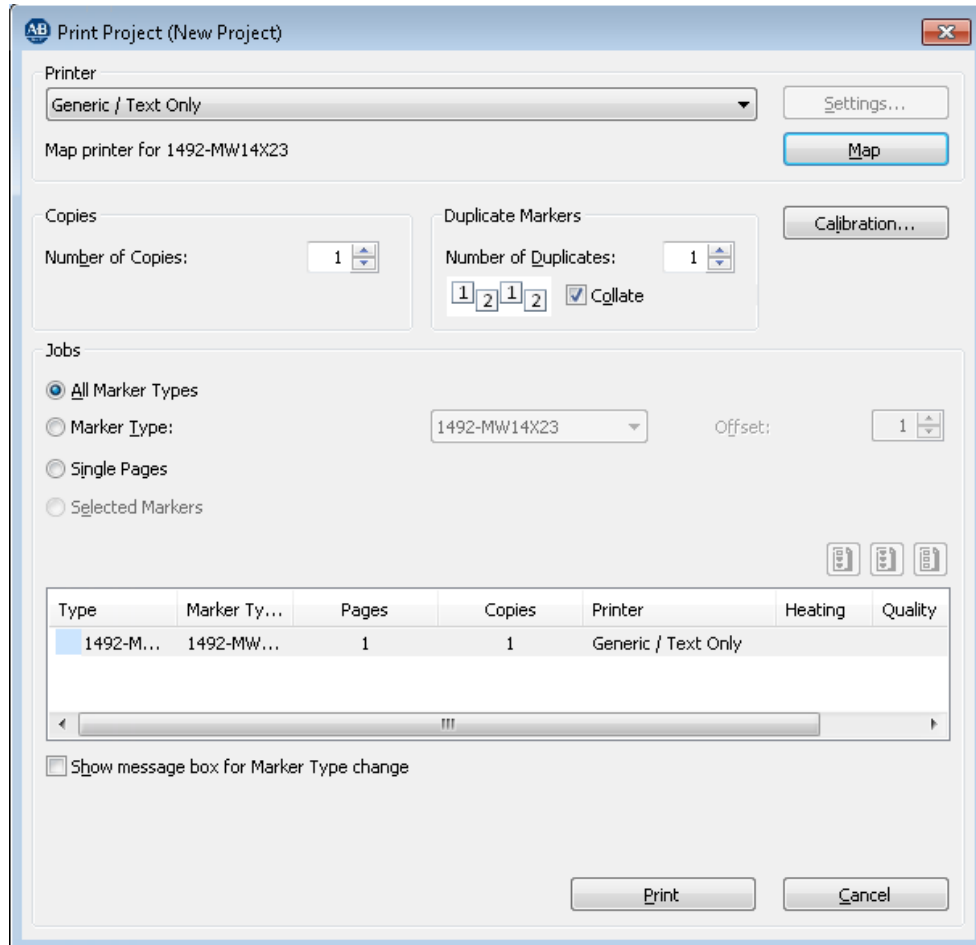 AB Print Project (New Project)
Printer
Generic / Text Only Settings...
Map printer for 1492-MW14X23 Map
Copies Duplicate Markers Calibration...
Number of Copies: 1 Number of Duplicates: 1
1 2 1 2 Collate
Jobs
All Marker Types
Marker Type: 1492-MW14X23 Offset: 1
Single Pages
Selected Markers
Type Marker Ty... Pages Copies Printer Heating Quality
1492-M... 1492-MW... 1 1 Generic / Text Only
Show message box for Marker Type change
Print Cancel